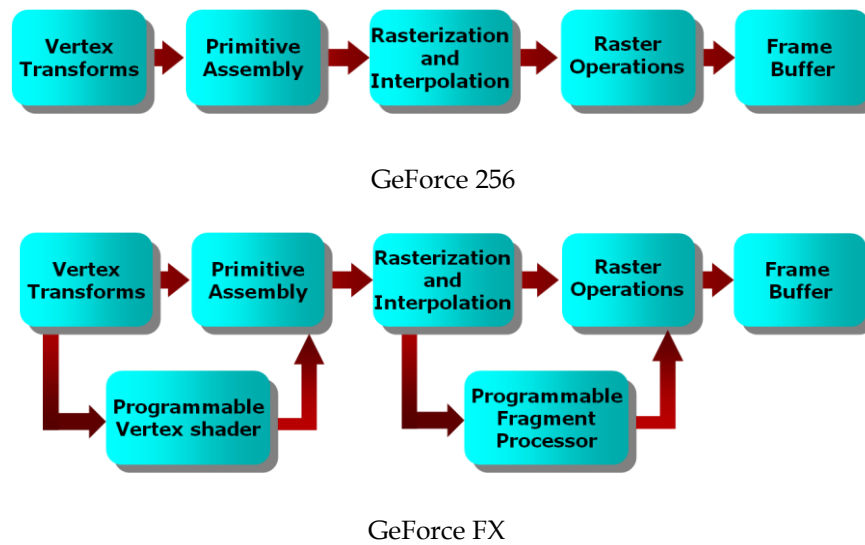 Vertex
Transforms
Primitive
Assembly
Rasterization
and
Interpolation
Raster
Operations
Frame
Buffer
GeForce 256
Vertex
Transforms
Primitive
Assembly
Rasterization
and
Interpolation
Raster
Operations
Frame
Buffer
Programmable
Vertex shader
Programmable
Fragment
Processor
GeForce FX